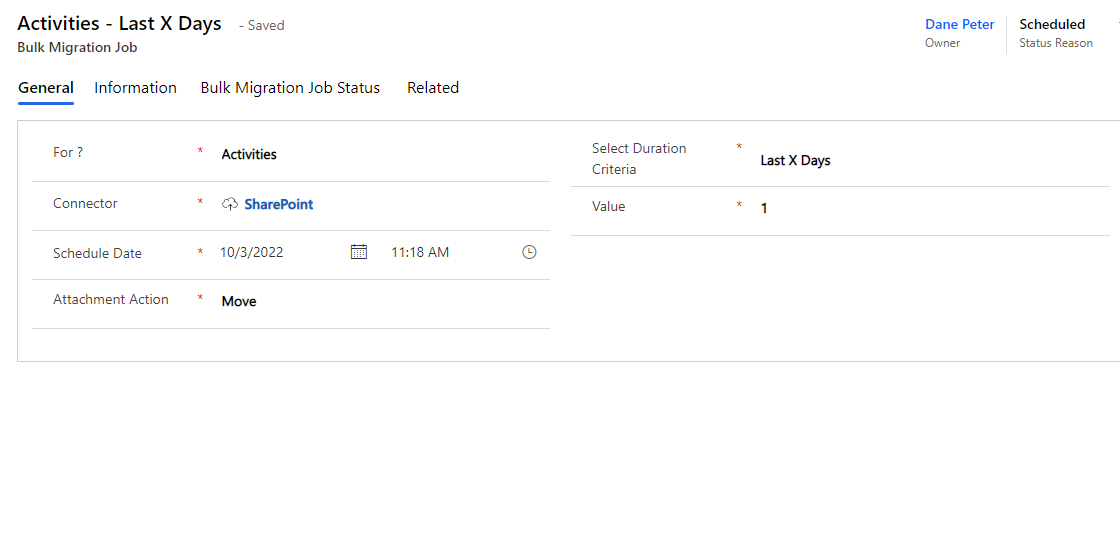 Activities - Last X Days - Saved
Bulk Migration Job
Dane Peter
Owner
Scheduled
Status Reason
General Information Bulk Migration Job Status Related
For ? * Activities
Connector * SharePoint
Schedule Date * 10/3/2022 11:18 AM
Attachment Action * Move
Select Duration
Criteria * Last X Days
Value * 1